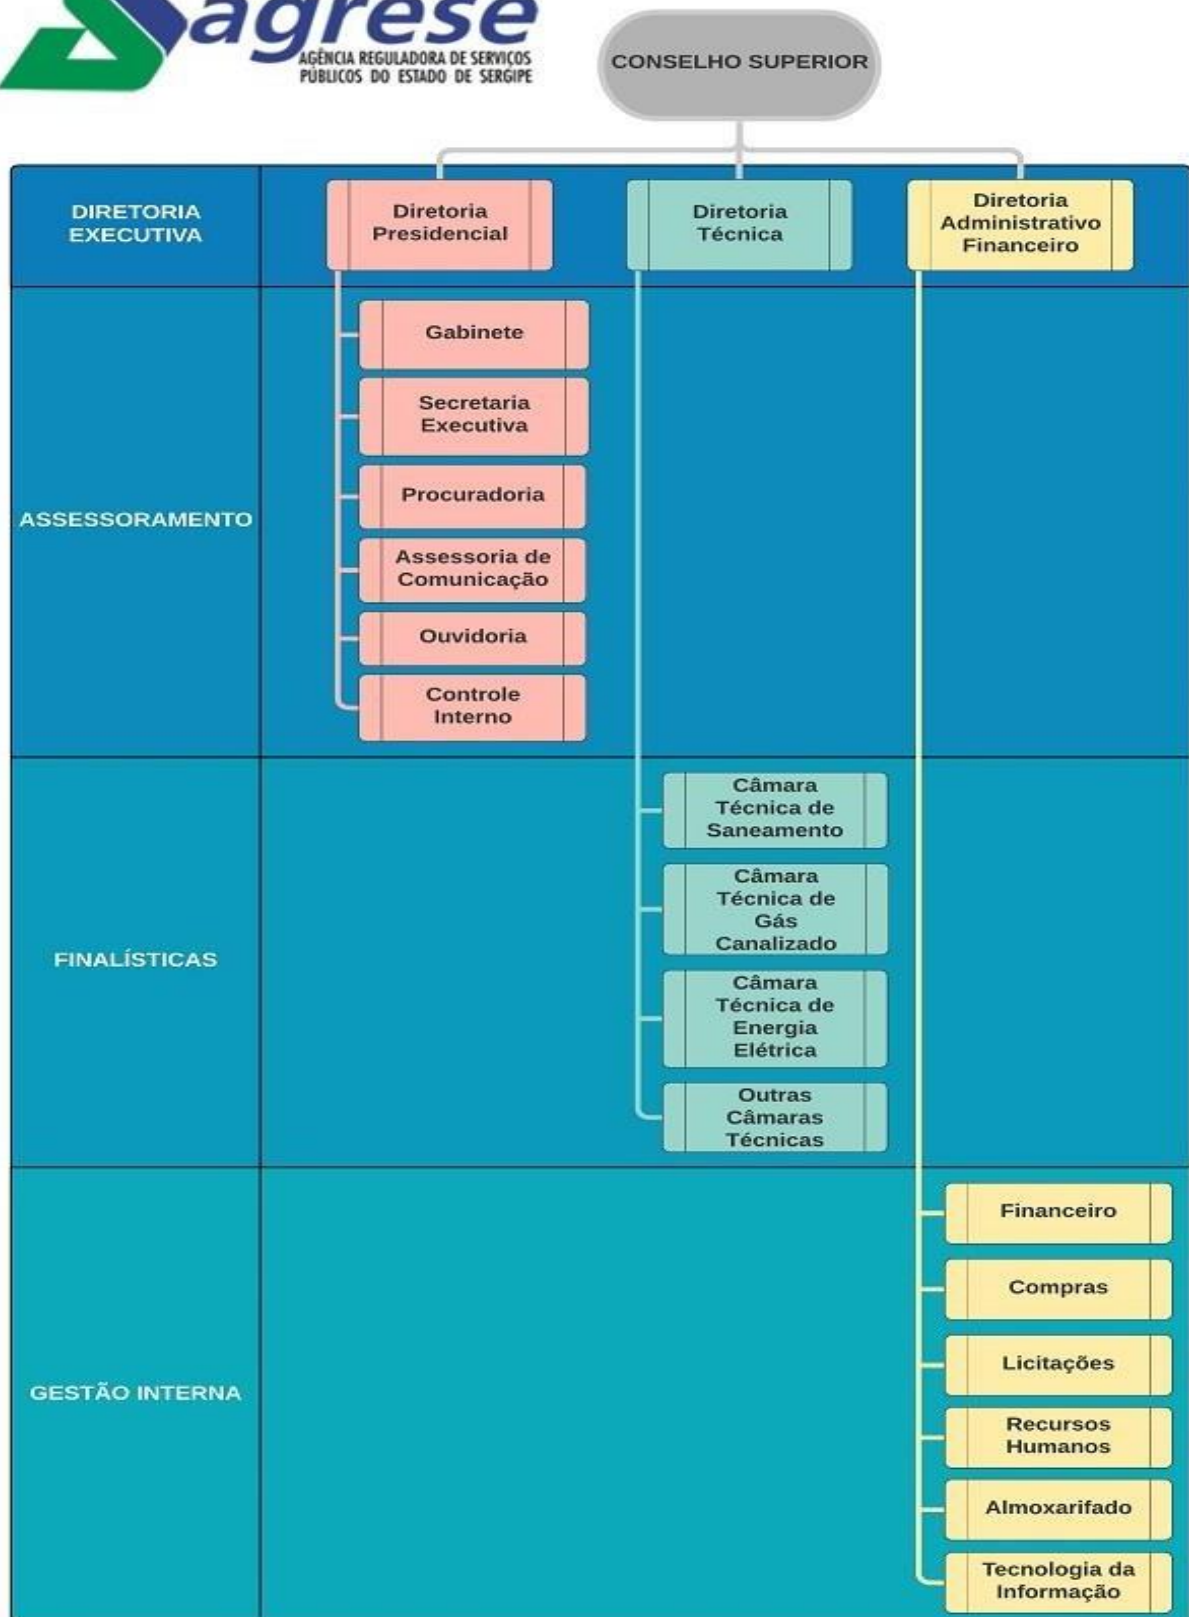 agrese
AGÊNCIA REGULADORA DE SERVIÇOS
PÚBLICOS DO ESTADO DE SERGIPE
CONSELHO SUPERIOR
DIRETORIA
EXECUTIVA
Diretoria
Presidencial
Diretoria
Técnica
Diretoria
Administrativo
Financeiro
ASSESSORAMENTO
Gabinete
Secretaria
Executiva
Procuradoria
Assessoria de
Comunicação
Ouvidoria
Controle
Interno
FINALÍSTICAS
Câmara
Técnica de
Saneamento
Câmara
Técnica de
Gás
Canalizado
Câmara
Técnica de
Energia
Elétrica
Outras
Câmaras
Técnicas
GESTÃO INTERNA
Financeiro
Compras
Licitações
Recursos
Humanos
Almoxarifado
Tecnologia da
Informação